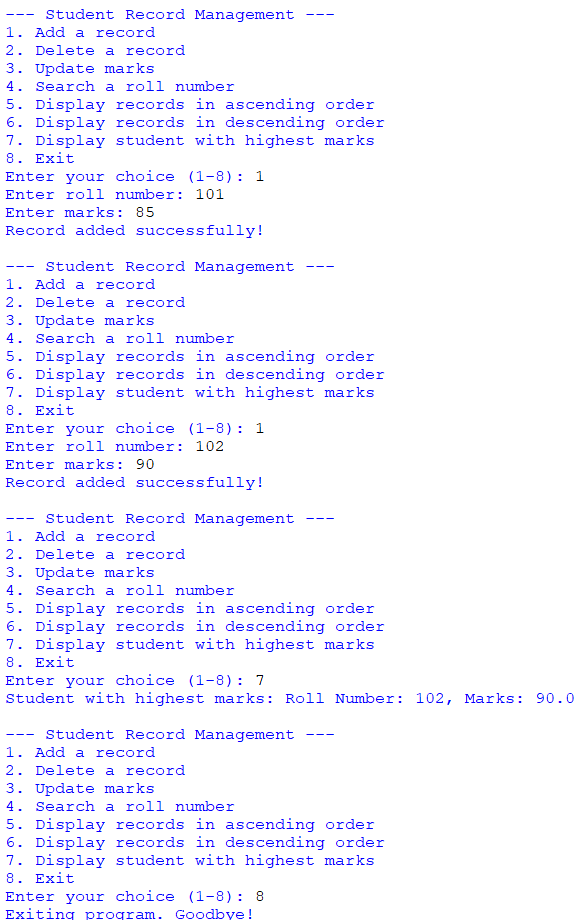 --- Student Record Management ---
1. Add a record
2. Delete a record
3. Update marks
4. Search a roll number
5. Display records in ascending order
6. Display records in descending order
7. Display student with highest marks
8. Exit
Enter your choice (1-8): 1
Enter roll number: 101
Enter marks: 85
Record added successfully!

--- Student Record Management ---
1. Add a record
2. Delete a record
3. Update marks
4. Search a roll number
5. Display records in ascending order
6. Display records in descending order
7. Display student with highest marks
8. Exit
Enter your choice (1-8): 1
Enter roll number: 102
Enter marks: 90
Record added successfully!

--- Student Record Management ---
1. Add a record
2. Delete a record
3. Update marks
4. Search a roll number
5. Display records in ascending order
6. Display records in descending order
7. Display student with highest marks
8. Exit
Enter your choice (1-8): 7
Student with highest marks: Roll Number: 102, Marks: 90.0

--- Student Record Management ---
1. Add a record
2. Delete a record
3. Update marks
4. Search a roll number
5. Display records in ascending order
6. Display records in descending order
7. Display student with highest marks
8. Exit
Enter your choice (1-8): 8
Exiting program. Goodbye!